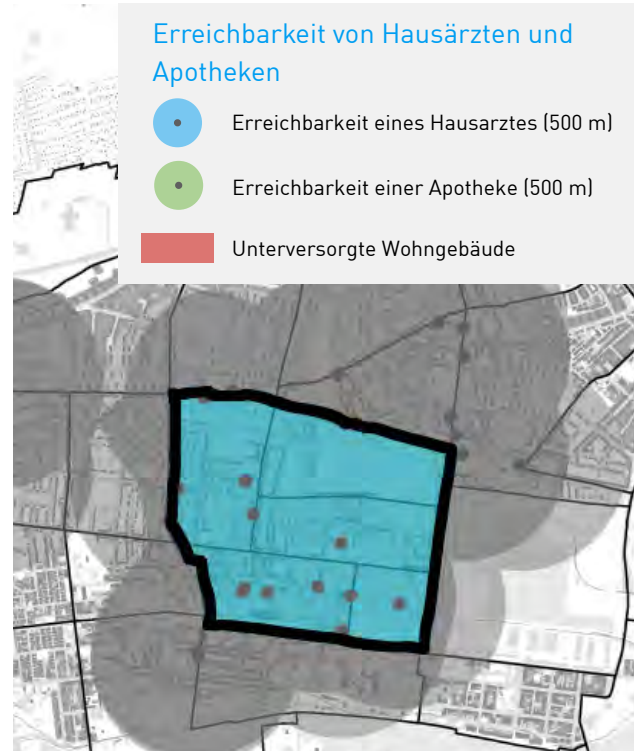 Erreichbarkeit von Hausärzten und
Apotheken
Erreichbarkeit eines Hausarztes (500 m)
Erreichbarkeit einer Apotheke (500 m)
Unterversorgte Wohngebäude